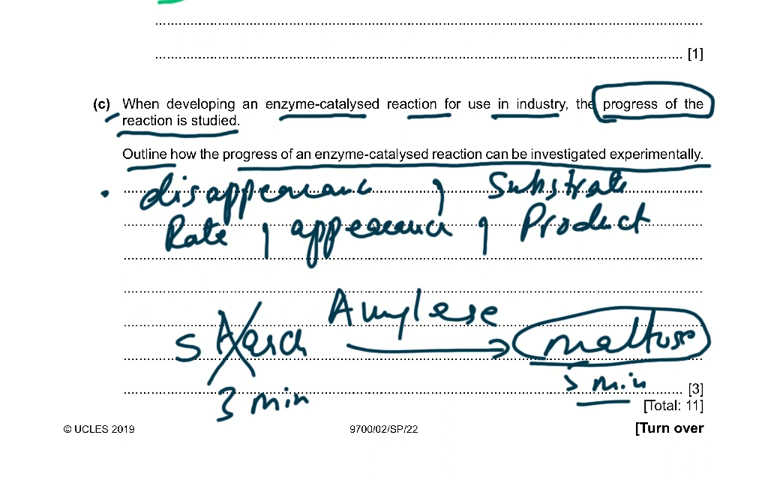 [1]
(c) When developing an enzyme-catalysed reaction for use in industry, the progress of the
reaction is studied.
Outline how the progress of an enzyme-catalysed reaction can be investigated experimentally.
disappearanc of Substrate
Rate of appearance of Product
Amylase
Starch maltose
3 min 3 min [3]
[Total: 11]
© UCLES 2019 9700/02/SP/22 [Turn over